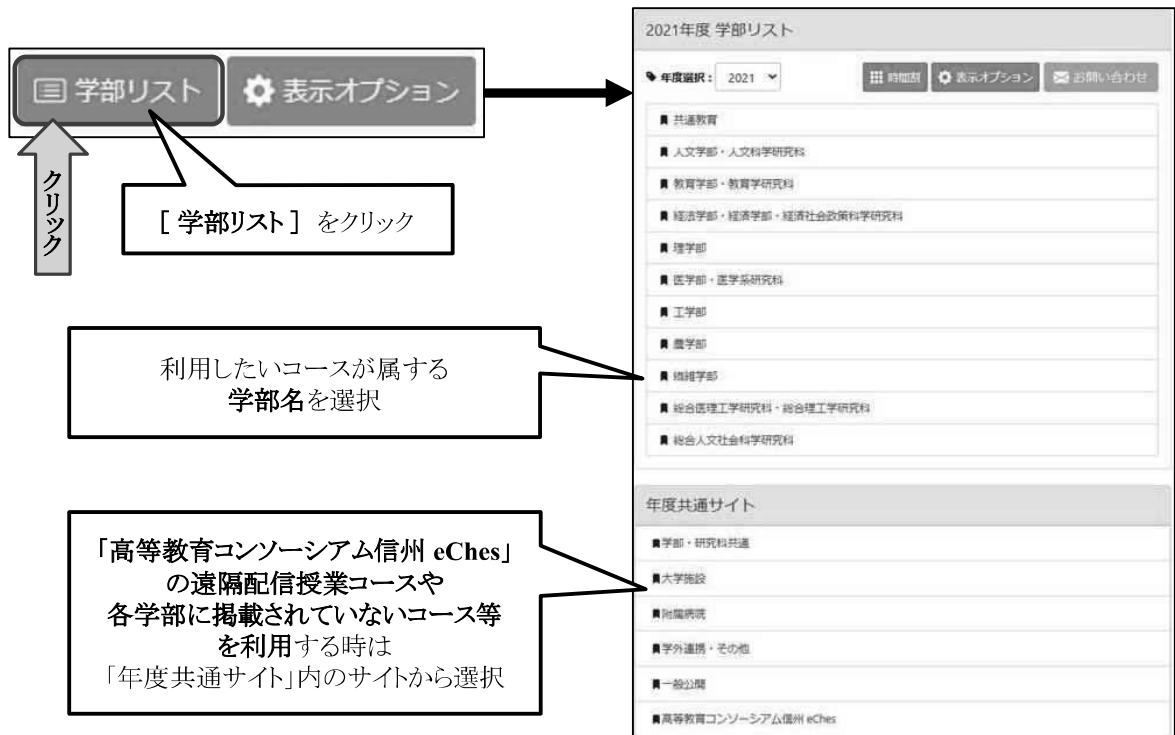 学部リスト 表示オプション
クリック
[ 学部リスト ] をクリック
利用したいコースが属する
学部名を選択
「高等教育コンソーシアム信州 eChes」
の遠隔配信授業コースや
各学部に掲載されていないコース等
を利用する時は
「年度共通サイト」内のサイトから選択
2021年度 学部リスト
年度選択： 2021 時間割 表示オプション お問い合わせ
共通教育
人文学部・人文科学研究科
教育学部・教育学研究科
経法学部・経済学部・経済社会政策科学研究科
理学部
医学部・医学系研究科
工学部
農学部
繊維学部
総合医理工学研究科・総合理工学研究科
総合人文社会科学研究科
年度共通サイト
学部・研究科共通
大学施設
附属病院
学外連携・その他
一般公開
高等教育コンソーシアム信州 eChes